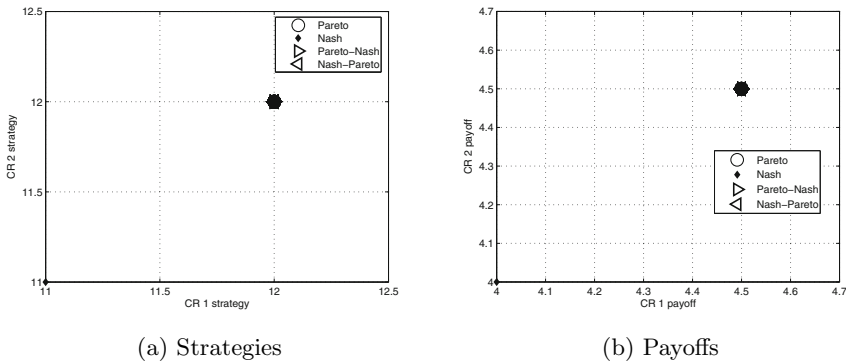 12.5
12
11.5
11
11
11.5
12
12.5
CR 2 strategy
CR 1 strategy
Pareto
Nash
Pareto−Nash
Nash−Pareto
(a) Strategies
4.7
4.6
4.5
4.4
4.3
4.2
4.1
4
4
4.1
4.2
4.3
4.4
4.5
4.6
4.7
CR 2 payoff
CR 1 payoff
Pareto
Nash
Pareto−Nash
Nash−Pareto
(b) Payoffs